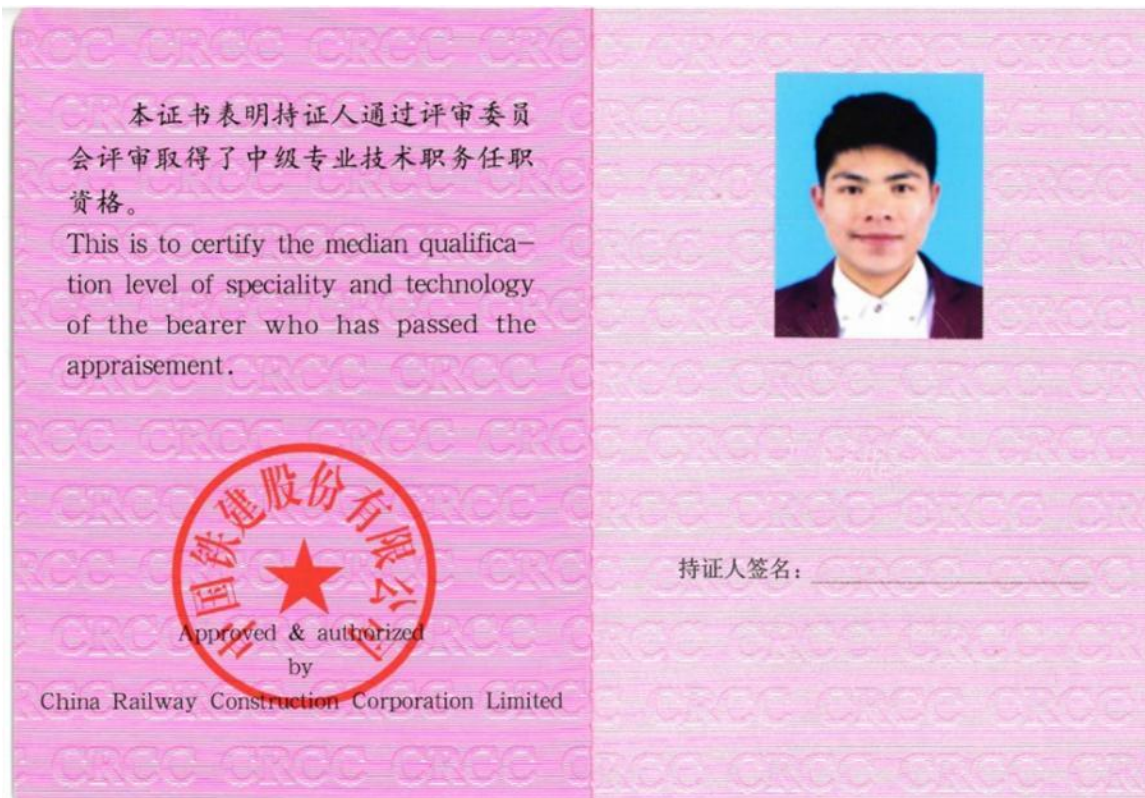 本证书表明持证人通过评审委员
会评审取得了中级专业技术职务任职
资格。
This is to certify the median qualifica-
tion level of speciality and technology
of the bearer who has passed the
appraisement.
中国铁建股份有限公司
Approved & authorized
by
China Railway Construction Corporation Limited
持证人签名：